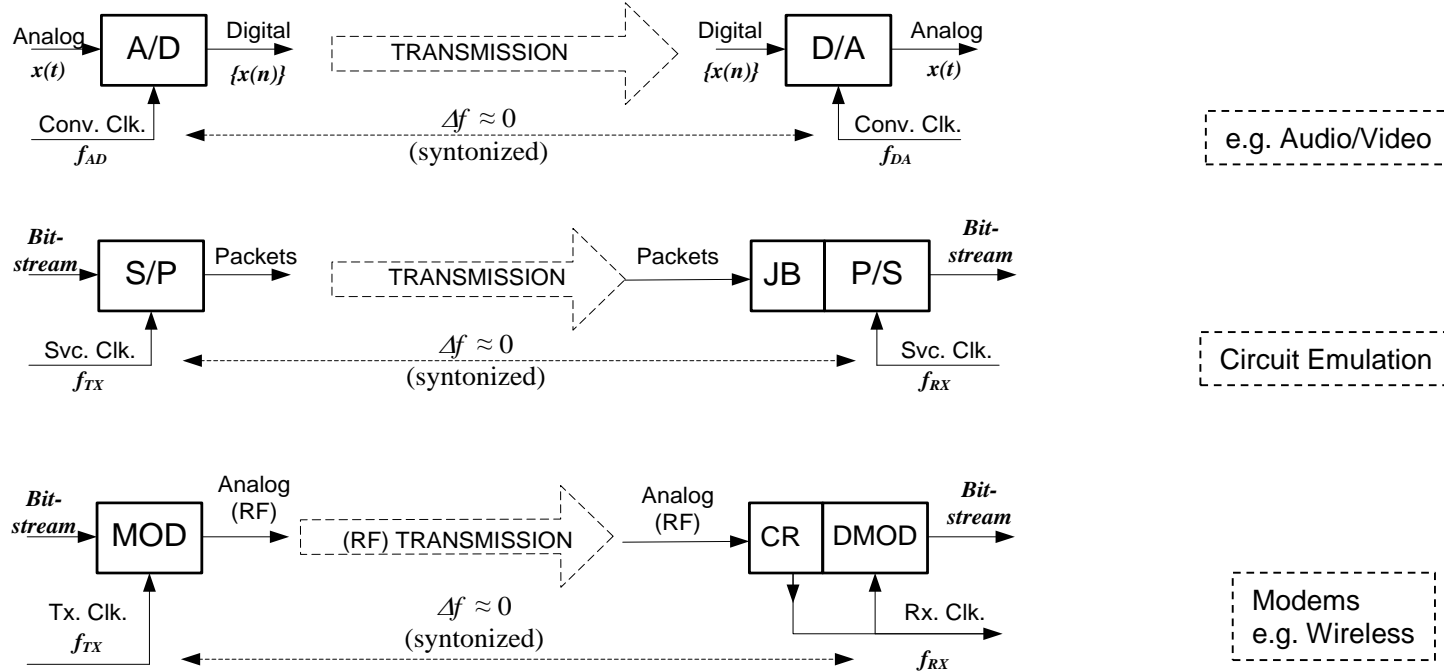 Analog
x(t)
A/D
Digital
{x(n)}
TRANSMISSION
Digital
{x(n)}
D/A
Analog
x(t)
Conv. Clk.
f_AD
Δf ≈ 0
(syntonized)
Conv. Clk.
f_DA
e.g. Audio/Video
Bit-
stream
S/P
Packets
TRANSMISSION
Packets
JB
P/S
Bit-
stream
Svc. Clk.
f_TX
Δf ≈ 0
(syntonized)
Svc. Clk.
f_RX
Circuit Emulation
Bit-
stream
MOD
Analog
(RF)
(RF) TRANSMISSION
Analog
(RF)
CR
DMOD
Bit-
stream
Tx. Clk.
f_TX
Δf ≈ 0
(syntonized)
Rx. Clk.
f_RX
Modems
e.g. Wireless